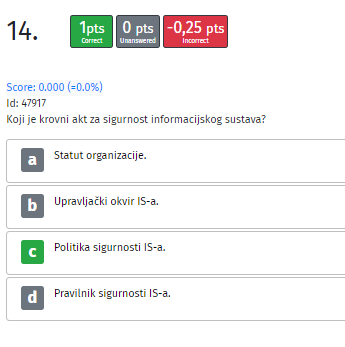 14.
1pts
Correct
0 pts
Unanswered
-0,25 pts
Incorrect
Score: 0.000 (=0.0%)
Id: 47917
Koji je krovni akt za sigurnost informacijskog sustava?
a Statut organizacije.
b Upravljački okvir IS-a.
c Politika sigurnosti IS-a.
d Pravilnik sigurnosti IS-a.